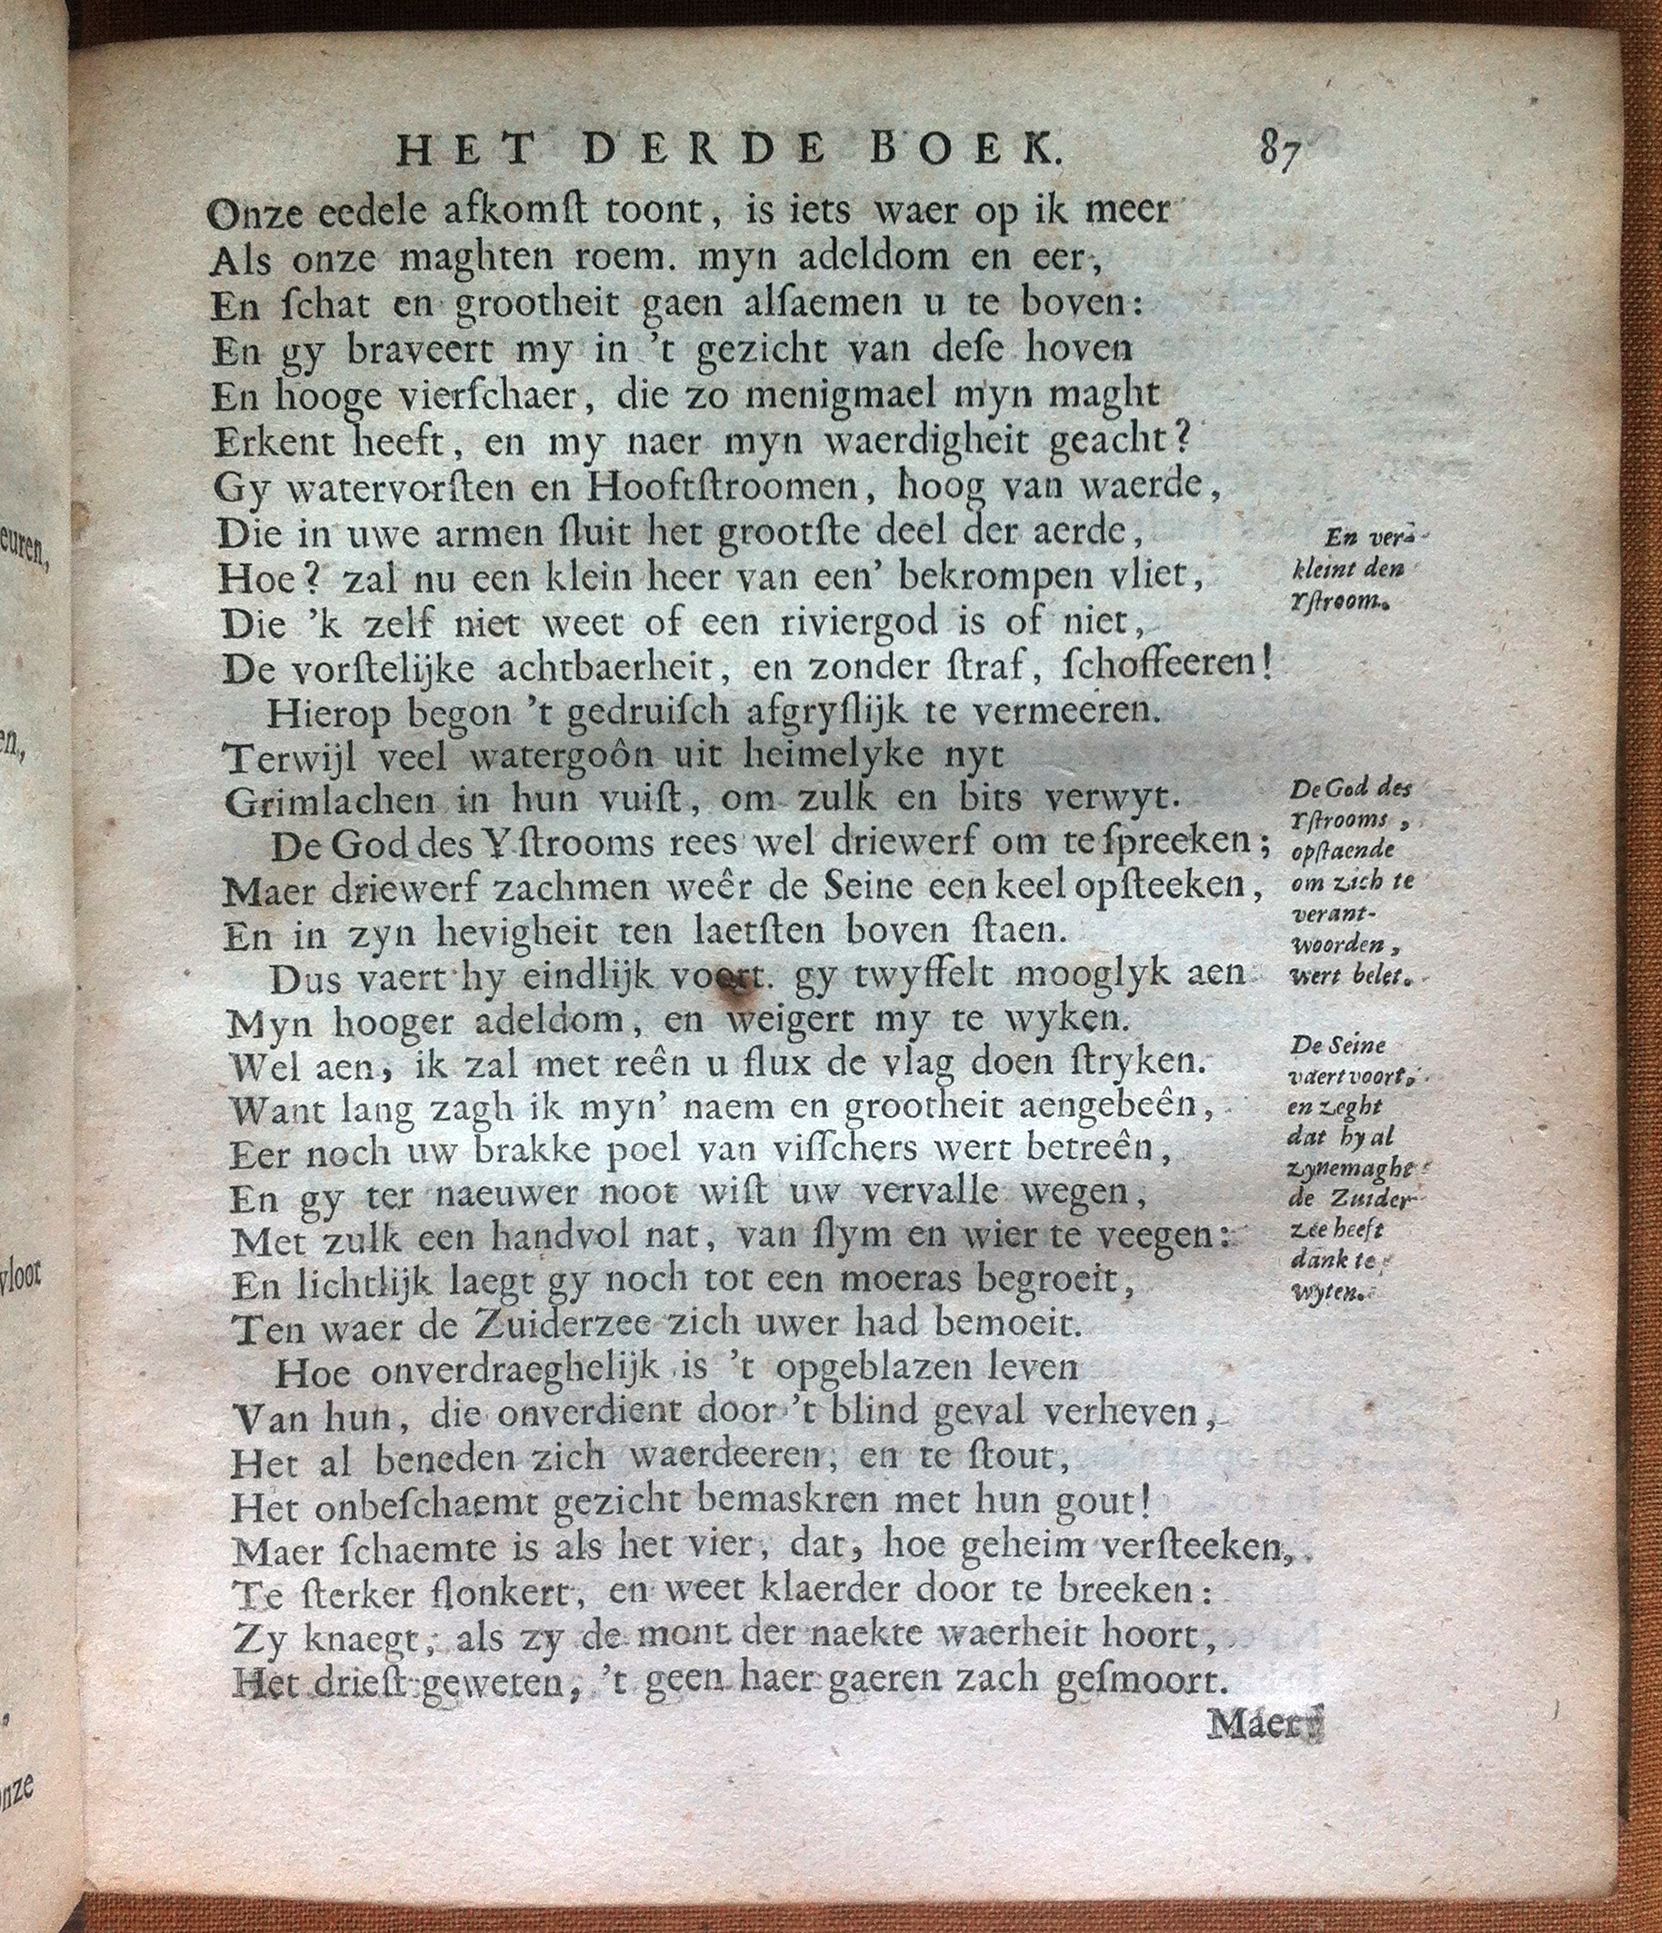 HET DERDE BOEK. 87
Onze eedele afkomſt toont, is iets waer op ik meer
Als onze maghten roem. myn adeldom en eer,
En ſchat en grootheit gaen alſaemen u te boven:
En gy braveert my in 't gezicht van deſe hoven
En hooge vierſchaer, die zo menigmael myn maght
Erkent heeft, en my naer myn waerdigheit geacht?
Gy watervorſten en Hooftſtroomen, hoog van waerde,
Die in uwe armen ſluit het grootſte deel der aerde,
Hoe? zal nu een klein heer van een' bekrompen vliet,
Die 'k zelf niet weet of een riviergod is of niet,
De vorſtelijke achtbaerheit, en zonder ſtraf, ſchoffeeren!
Hierop begon 't gedruiſch afgryſlijk te vermeeren.
Terwijl veel watergoôn uit heimelyke nyt
Grimlachen in hun vuiſt, om zulk en bits verwyt.
De God des Yſtrooms rees wel driewerf om te ſpreeken;
Maer driewerf zachmen weêr de Seine een keel opſteeken,
En in zyn hevigheit ten laetſten boven ſtaen.
Dus vaert hy eindlijk voort. gy twyffelt mooglyk aen
Myn hooger adeldom, en weigert my te wyken.
Wel aen, ik zal met reên u flux de vlag doen ſtryken.
Want lang zagh ik myn' naem en grootheit aengebeên,
Eer noch uw brakke poel van viſſchers wert betreên,
En gy ter naeuwer noot wiſt uw vervalle wegen,
Met zulk een handvol nat, van ſlym en wier te veegen:
En lichtlijk laegt gy noch tot een moeras begroeit,
Ten waer de Zuiderzee zich uwer had bemoeit.
Hoe onverdraeghelijk is 't opgeblazen leven
Van hun, die onverdient door 't blind geval verheven,
Het al beneden zich waerdeeren, en te ſtout,
Het onbeſchaemt gezicht bemaskren met hun gout!
Maer ſchaemte is als het vier, dat, hoe geheim verſteeken,
Te ſterker flonkert, en weet klaerder door te breeken:
Zy knaegt, als zy de mont der naekte waerheit hoort,
Het drieſt geweten, 't geen haer gaeren zach geſmoort.
Maer
En ver-
kleint den
Yſtroom.
De God des
Yſtrooms,
opſtaende
om zich te
verant-
woorden,
wert belet.
De Seine
vaert voort,
en zeght
dat hy al
zynemaght
de Zuider-
zee heeft
dank te
wyten.
euren,
en,
vloot
Onze